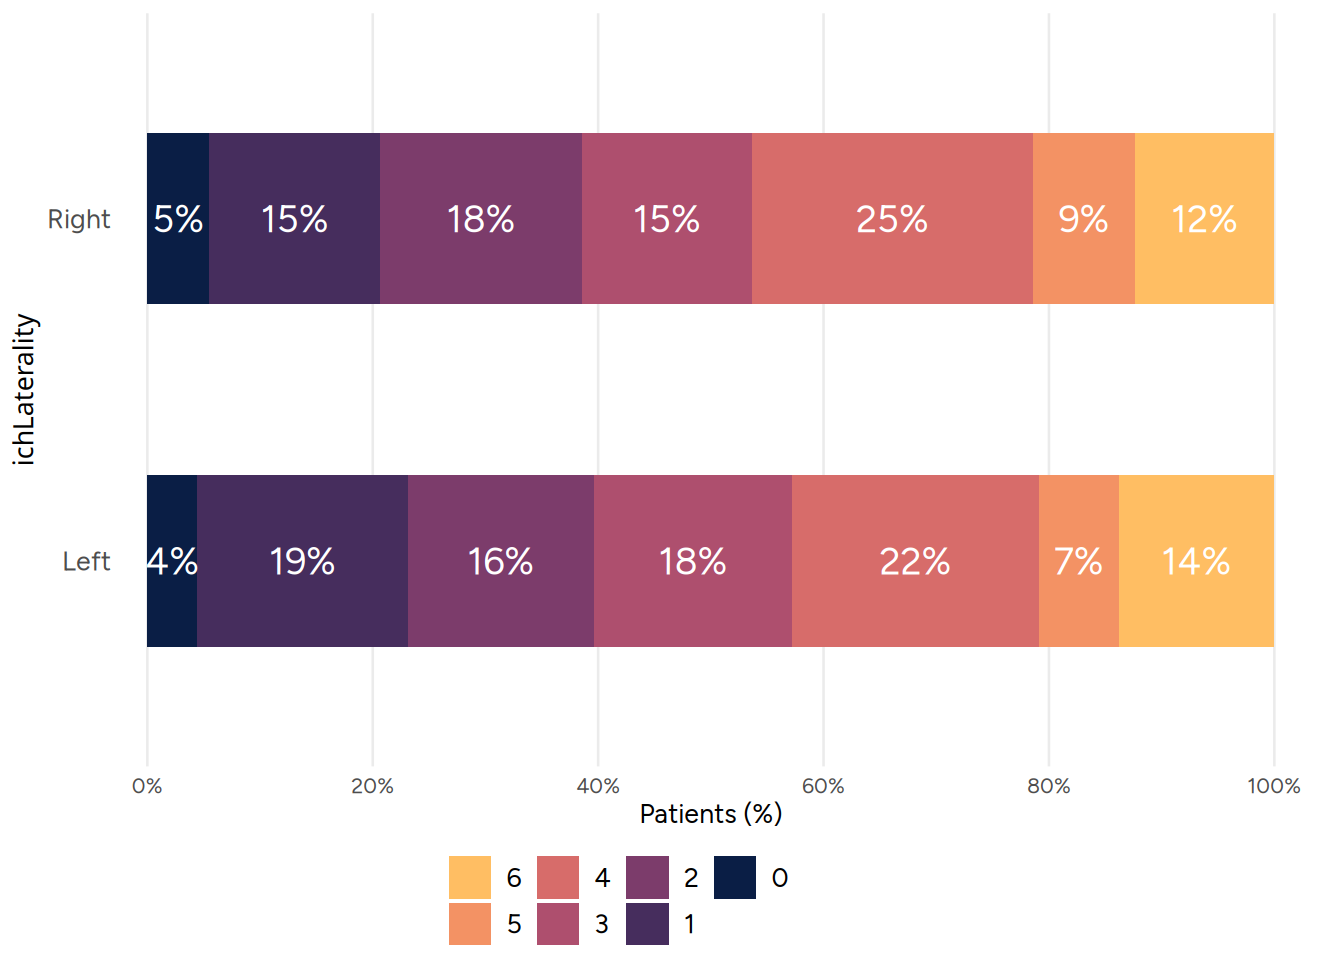 Right
5% 15% 18% 15% 25% 9% 12%
ichLaterality
Left
4% 19% 16% 18% 22% 7% 14%
0% 20% 40% 60% 80% 100%
Patients (%)
6 4 2 0
5 3 1